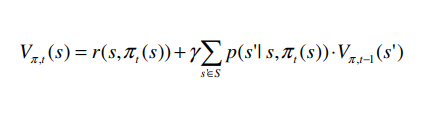 V_{π,t}(s) = r(s,π_t(s)) + γ∑_{s'∈S} p(s'| s,π_t(s))·V_{π,t−1}(s')